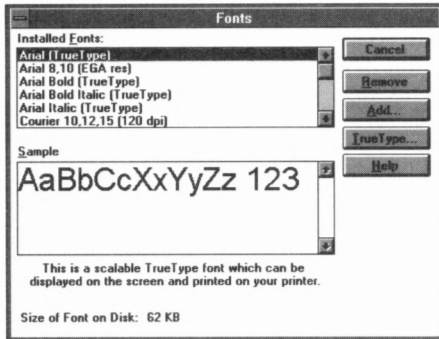 Fonts
Installed Fonts:
Arial (TrueType)
Arial 8,10 (EGA res)
Arial Bold (TrueType)
Arial Bold Italic (TrueType)
Arial Italic (TrueType)
Courier 10,12,15 (120 dpi)
Cancel
Remove
Add...
TrueType...
Help
Sample
AaBbCcXxYyZz 123
This is a scalable TrueType font which can be
displayed on the screen and printed on your printer.
Size of Font on Disk: 62 KB